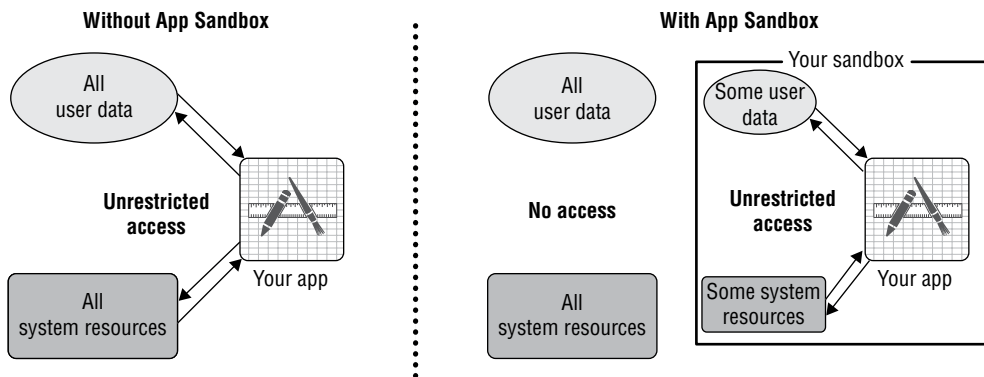 Without App Sandbox
All
user data
Unrestricted
access
Your app
All
system resources
With App Sandbox
All
user data
No access
All
system resources
Your sandbox
Some user
data
Unrestricted
access
Your app
Some system
resources